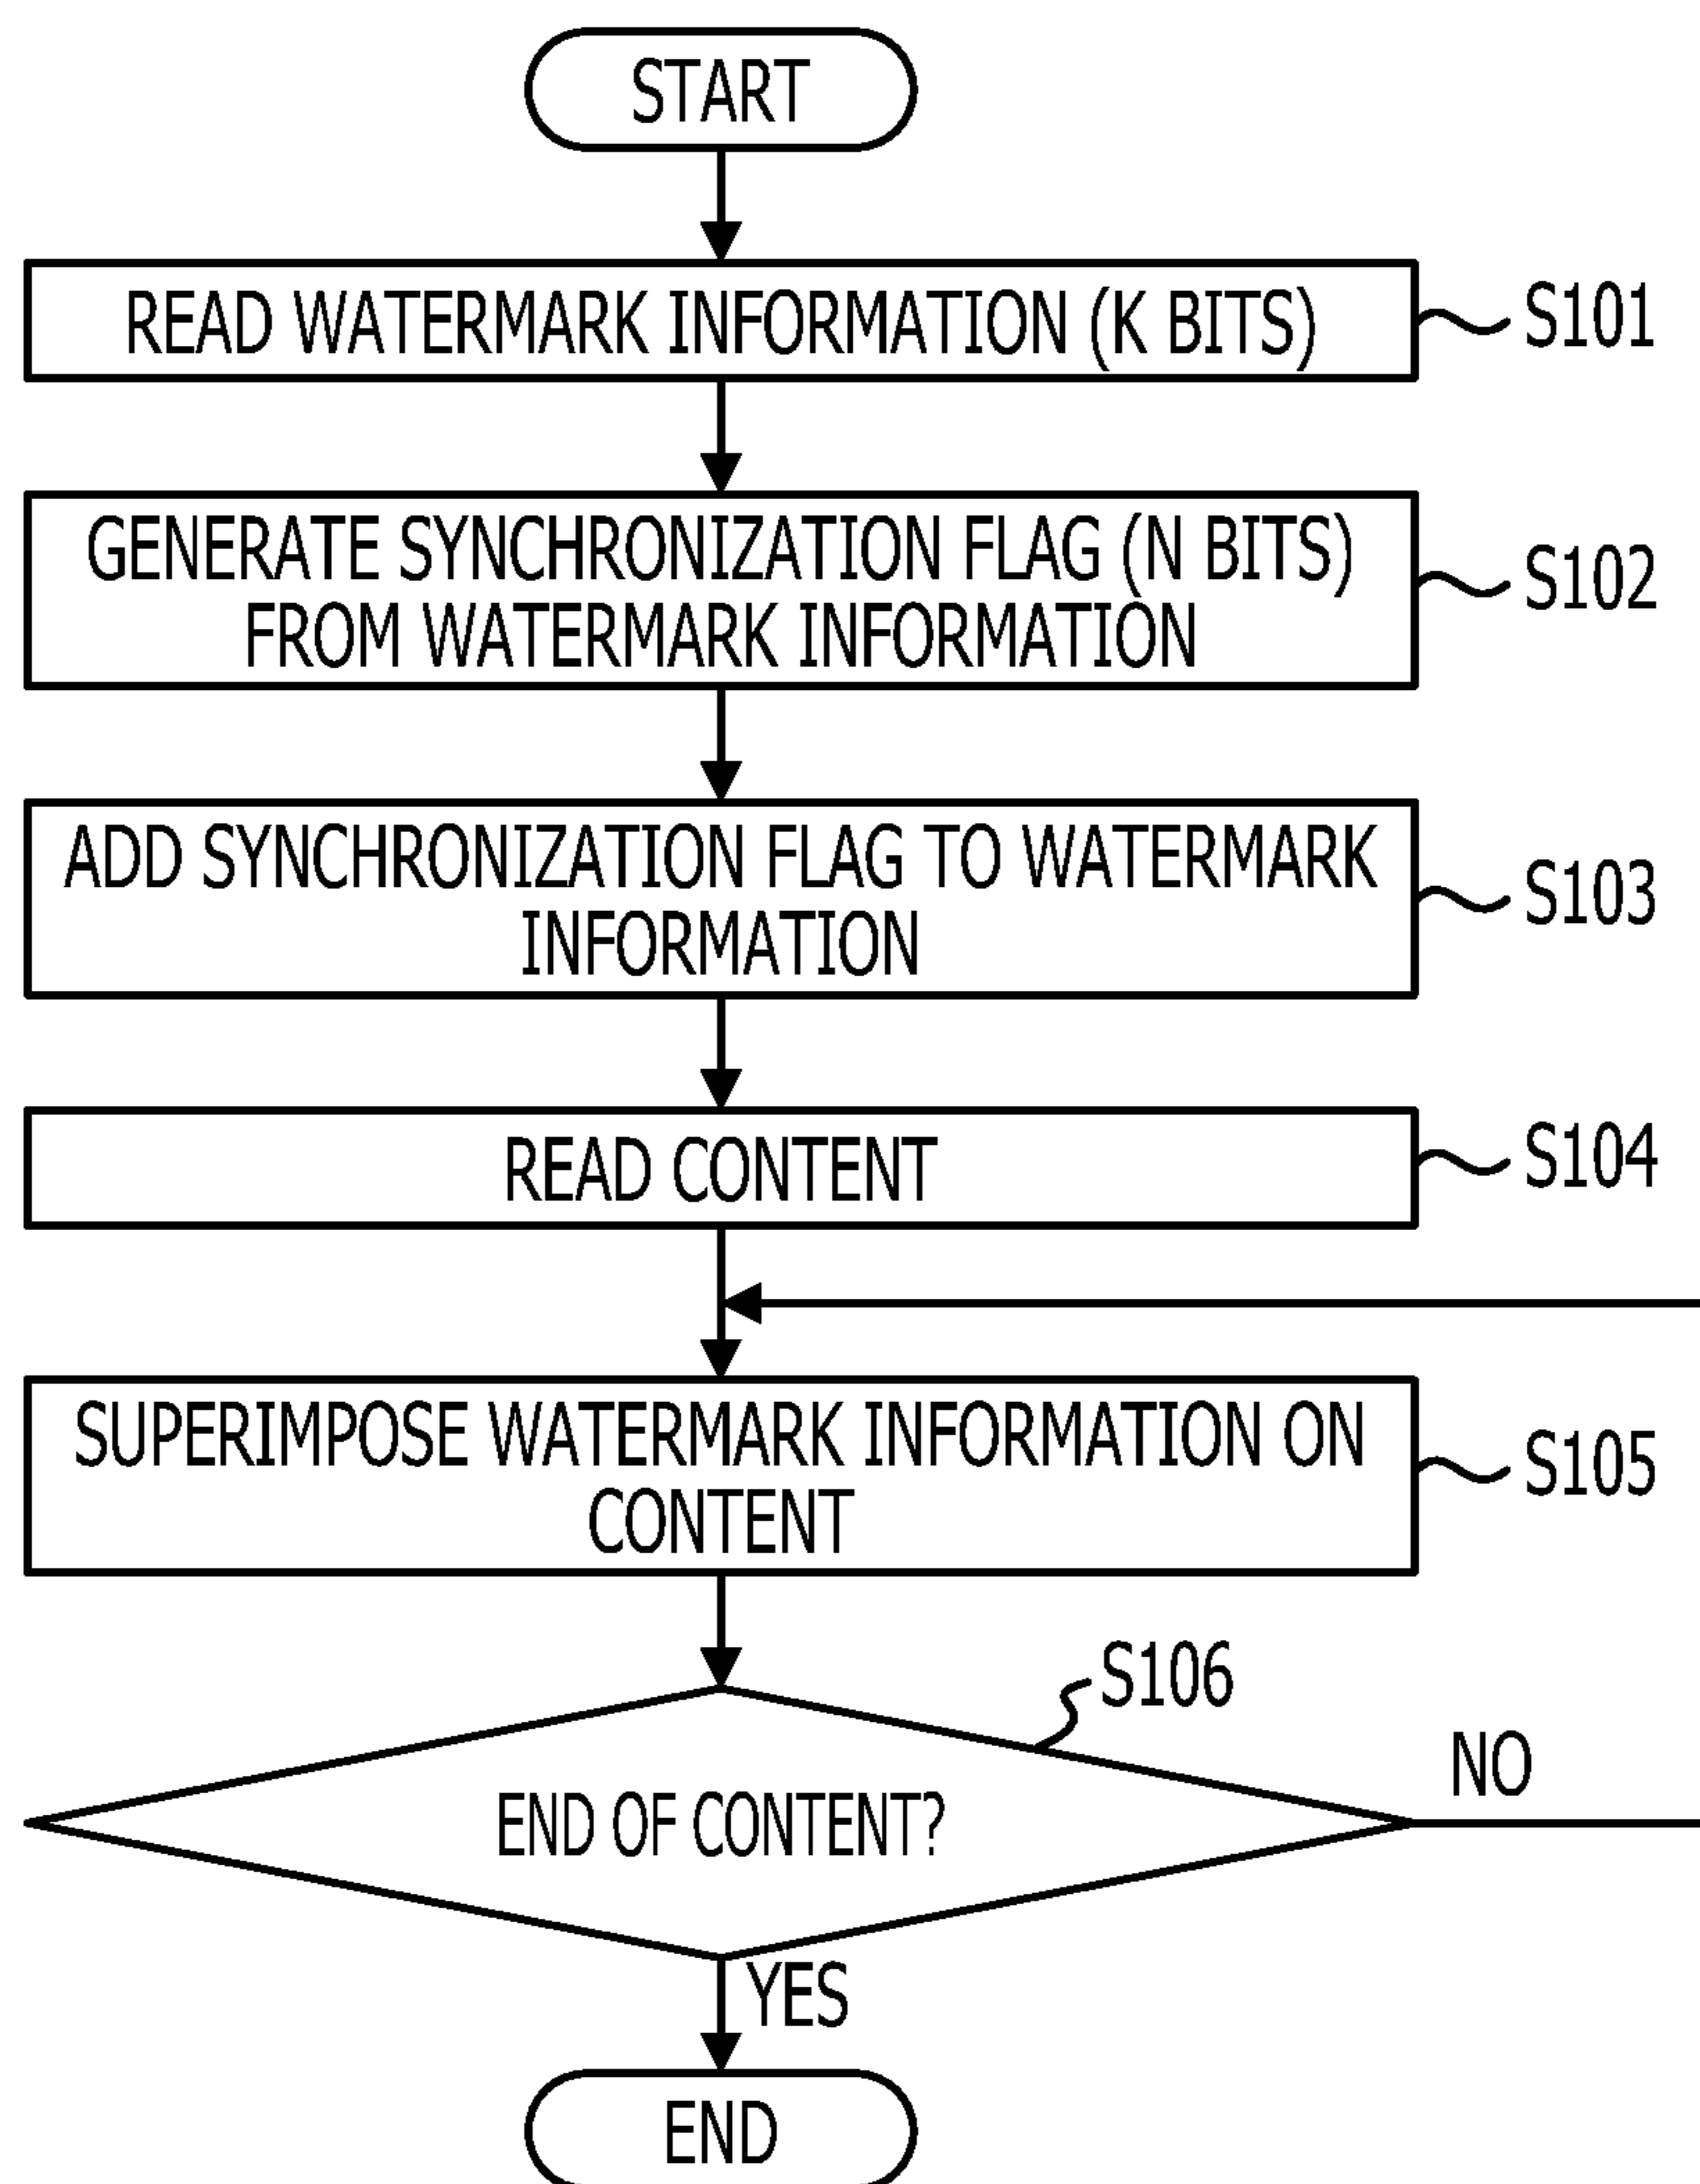 START
READ WATERMARK INFORMATION (K BITS)
S101
GENERATE SYNCHRONIZATION FLAG (N BITS)
FROM WATERMARK INFORMATION
S102
ADD SYNCHRONIZATION FLAG TO WATERMARK
INFORMATION
S103
READ CONTENT
S104
SUPERIMPOSE WATERMARK INFORMATION ON
CONTENT
S105
S106
END OF CONTENT?
NO
YES
END